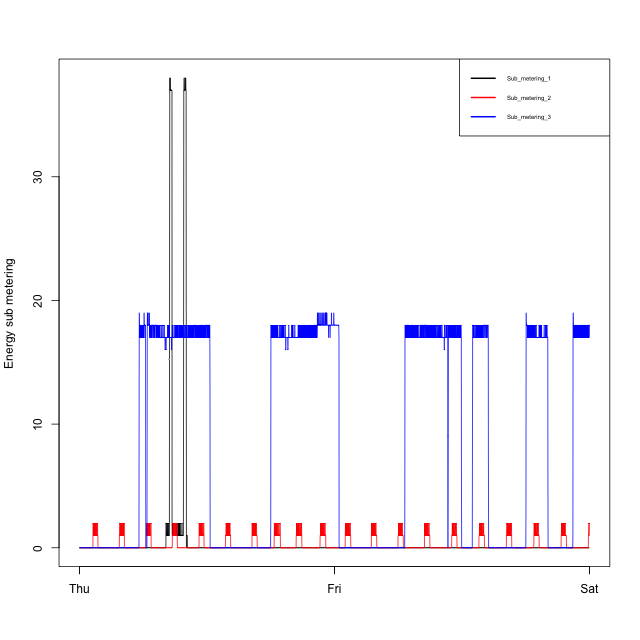 Sub_metering_1
Sub_metering_2
Sub_metering_3
Energy sub metering
30
20
10
0
Thu Fri Sat